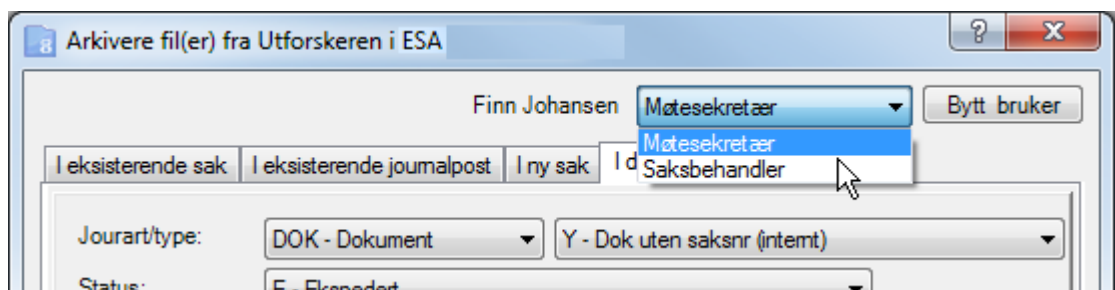 Arkivere fil(er) fra Utforskeren i ESA
Finn Johansen Møtesekretær Bytt bruker
Møtesekretær
Saksbehandler
I eksisterende sak I eksisterende journalpost I ny sak I d
Jourart/type: DOK - Dokument Y - Dok uten saksnr (internt)
Status: E - Ekspedert